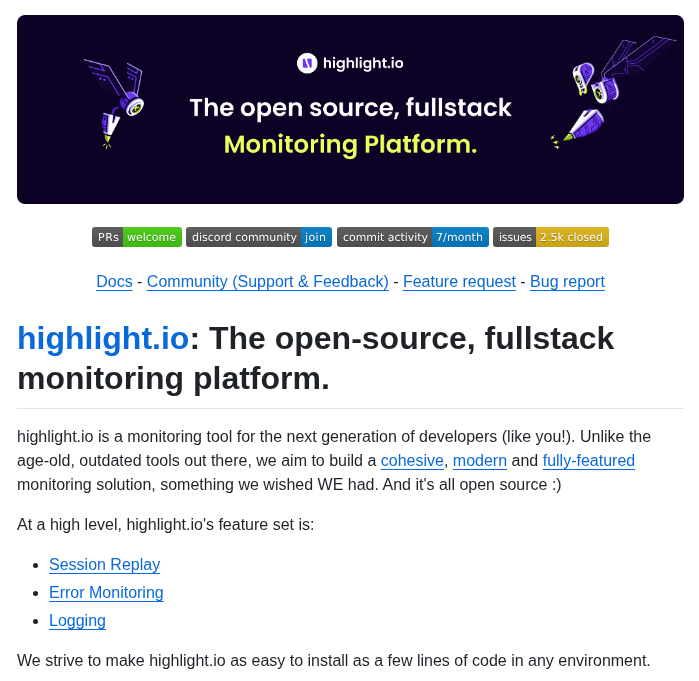 highlight.io
The open source, fullstack
Monitoring Platform.
PRs welcome discord community join commit activity 7/month issues 2.5k closed
Docs - Community (Support & Feedback) - Feature request - Bug report
highlight.io: The open-source, fullstack
monitoring platform.
highlight.io is a monitoring tool for the next generation of developers (like you!). Unlike the
age-old, outdated tools out there, we aim to build a cohesive, modern and fully-featured
monitoring solution, something we wished WE had. And it's all open source :)
At a high level, highlight.io's feature set is:
• Session Replay
• Error Monitoring
• Logging
We strive to make highlight.io as easy to install as a few lines of code in any environment.